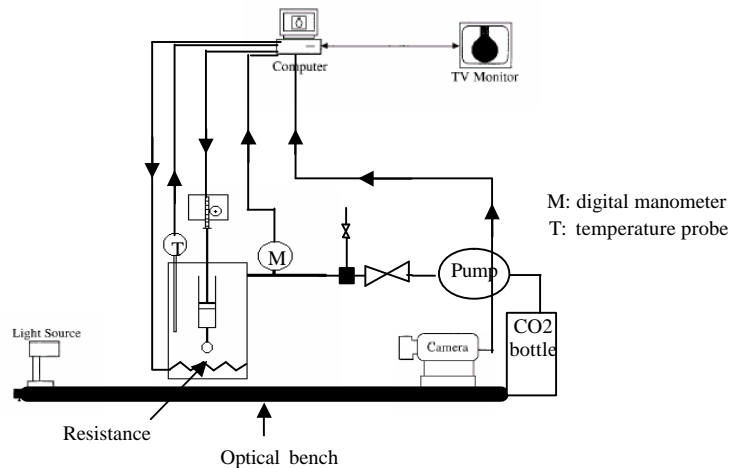 Computer
TV Monitor
M: digital manometer
T: temperature probe
T
M
Pump
CO2
bottle
Light Source
Camera
Resistance
Optical bench